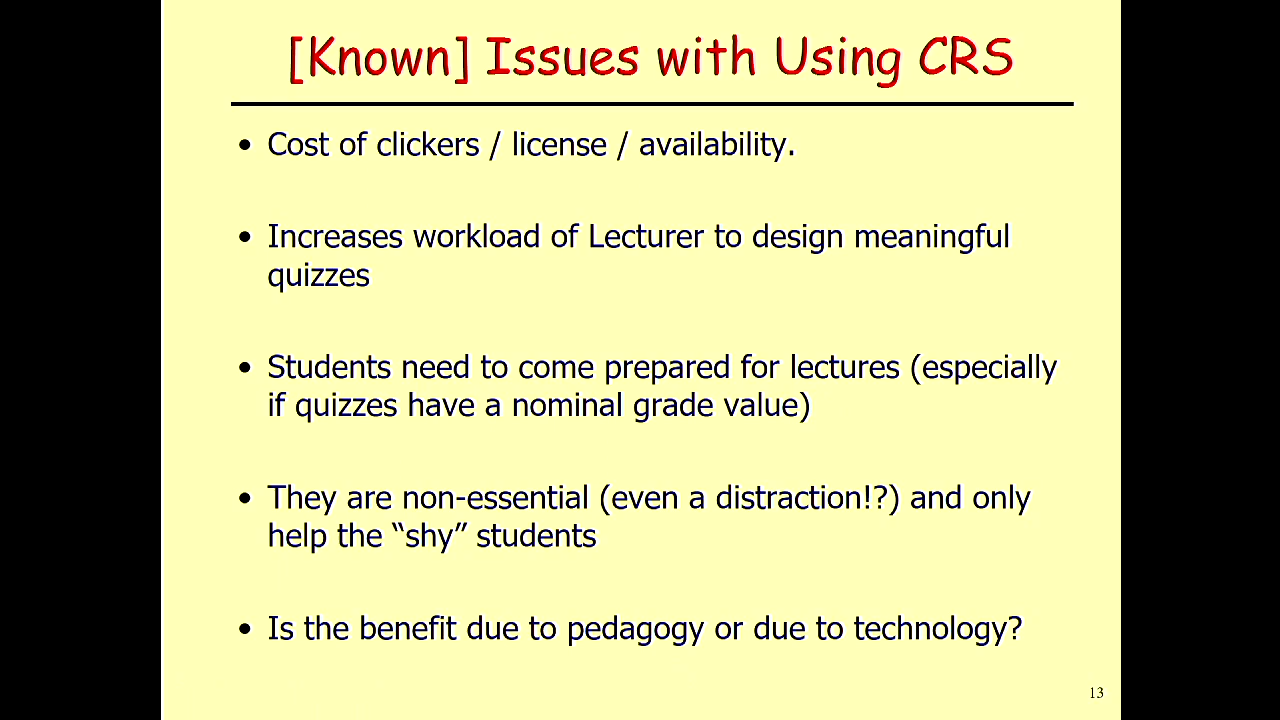 [Known] Issues with Using CRS
• Cost of clickers / license / availability.
• Increases workload of Lecturer to design meaningful
quizzes
• Students need to come prepared for lectures (especially
if quizzes have a nominal grade value)
• They are non-essential (even a distraction!?) and only
help the “shy” students
• Is the benefit due to pedagogy or due to technology?
13